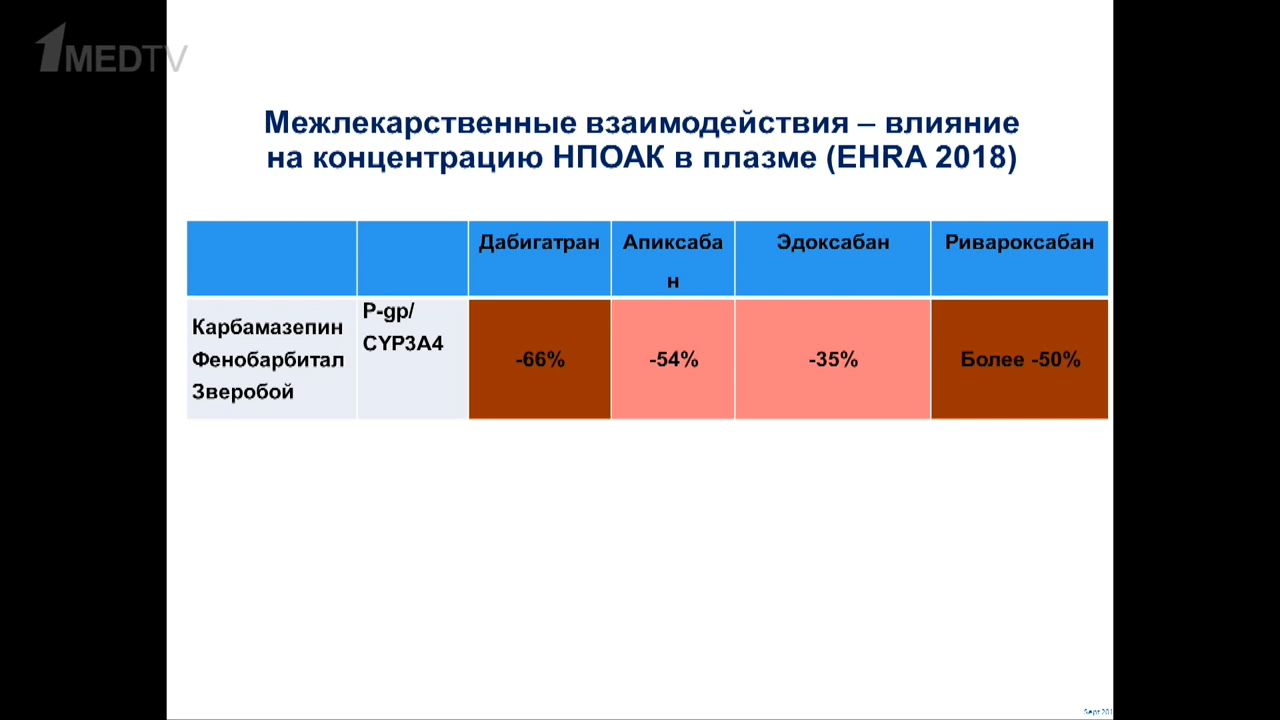 1MEDTV
Межлекарственные взаимодействия – влияние
на концентрацию НПОАК в плазме (EHRA 2018)
Дабигатран
Апиксаба
н
Эдоксабан
Ривароксабан
Карбамазепин
Фенобарбитал
Зверобой
P-gp/
CYP3A4
-66%
-54%
-35%
Более -50%